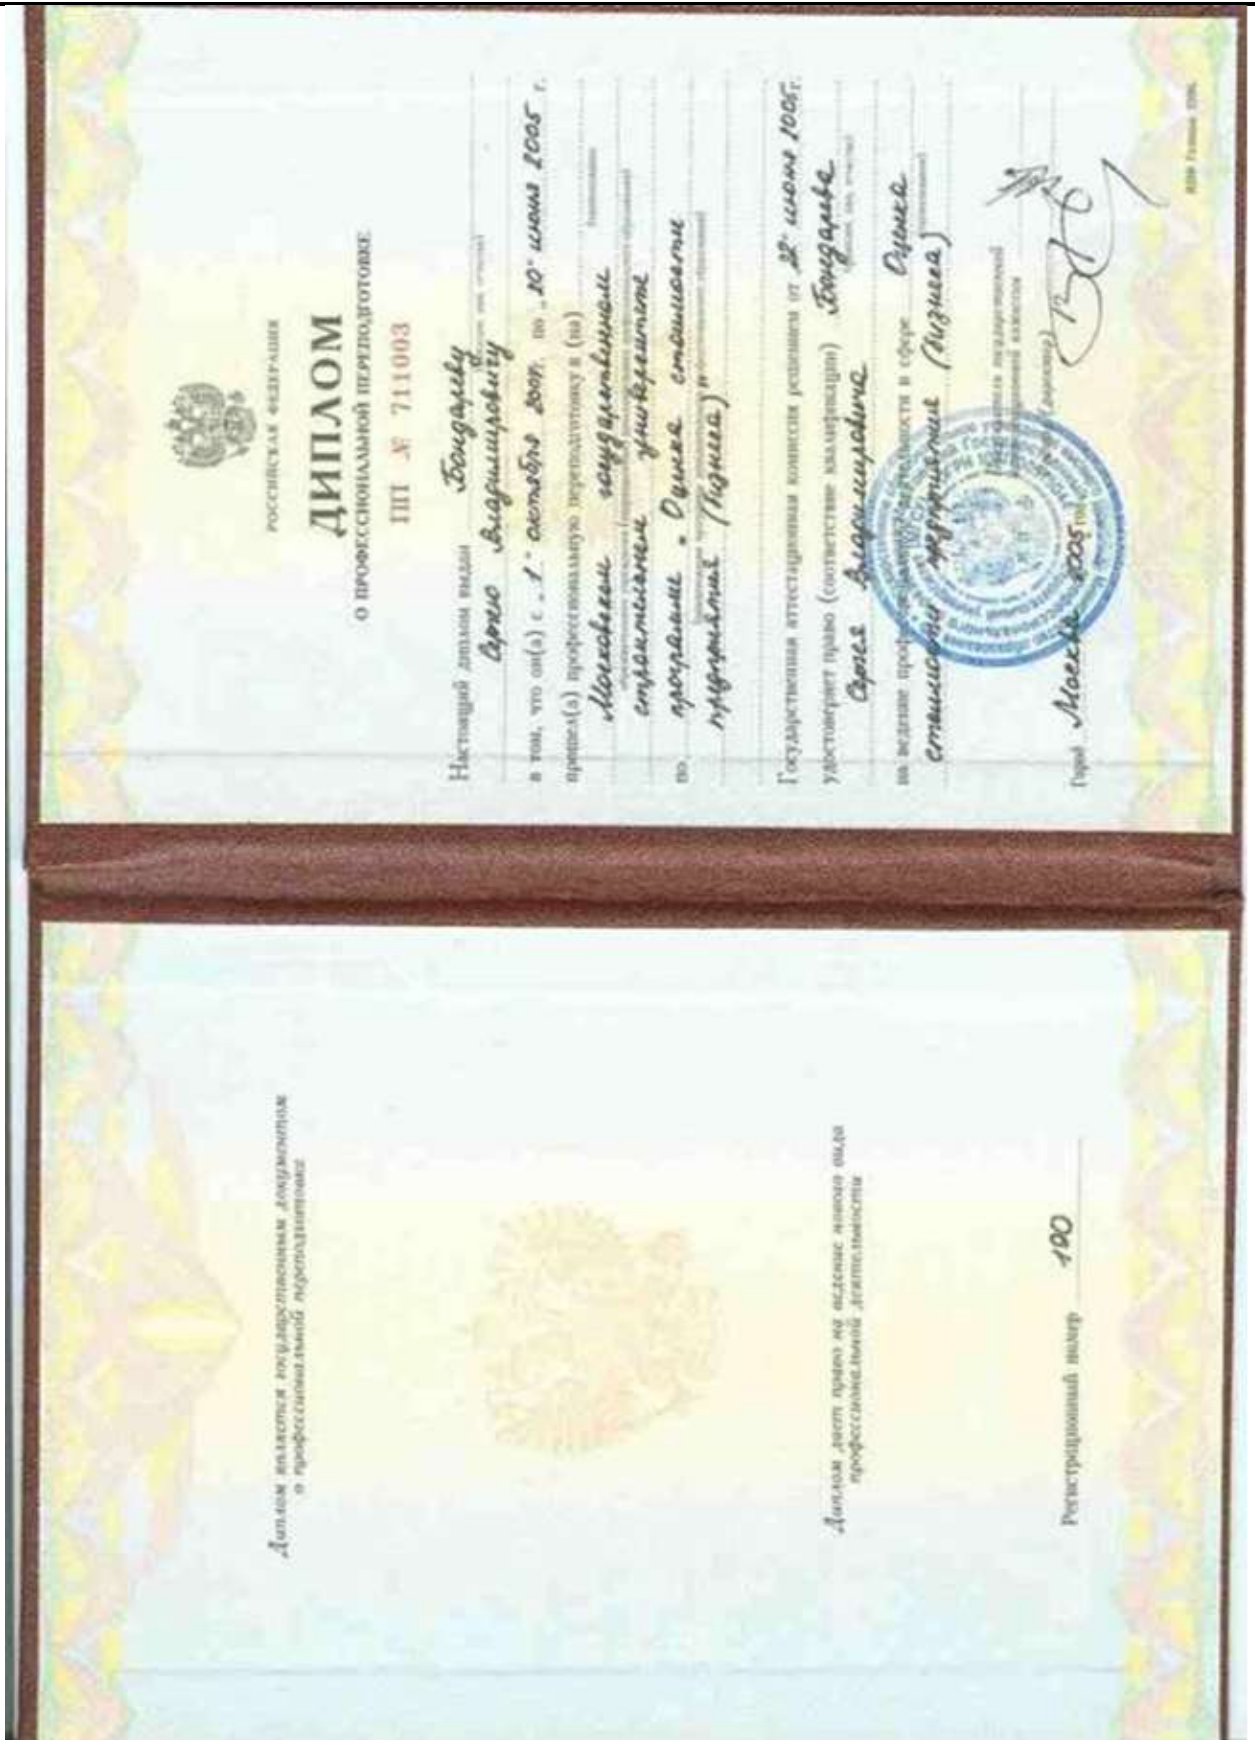 Диплом является государственным документом
о профессиональной переподготовке
Диплом дает право на ведение нового вида
профессиональной деятельности
Регистрационный номер 190
РОССИЙСКАЯ ФЕДЕРАЦИЯ
ДИПЛОМ
О ПРОФЕССИОНАЛЬНОЙ ПЕРЕПОДГОТОВКЕ
ПП № 711003
Настоящий диплом выдан Бондареву
Сергею Владимировичу
в том, что он(а) с „1“ октября 2004г. по „20“ июня 2005 г.
прошел(а) профессиональную переподготовку в (на)
Московском государственном
строительном университете
по программе „Оценка стоимости
предприятия (бизнеса)“
Государственная аттестационная комиссия решением от 22 июня 2005г.
удостоверяет право (соответствие квалификации) Бондарева
Сергея Владимировича
на ведение профессиональной деятельности в сфере Оценка
стоимости предприятия (бизнеса)
Город Москва 2005